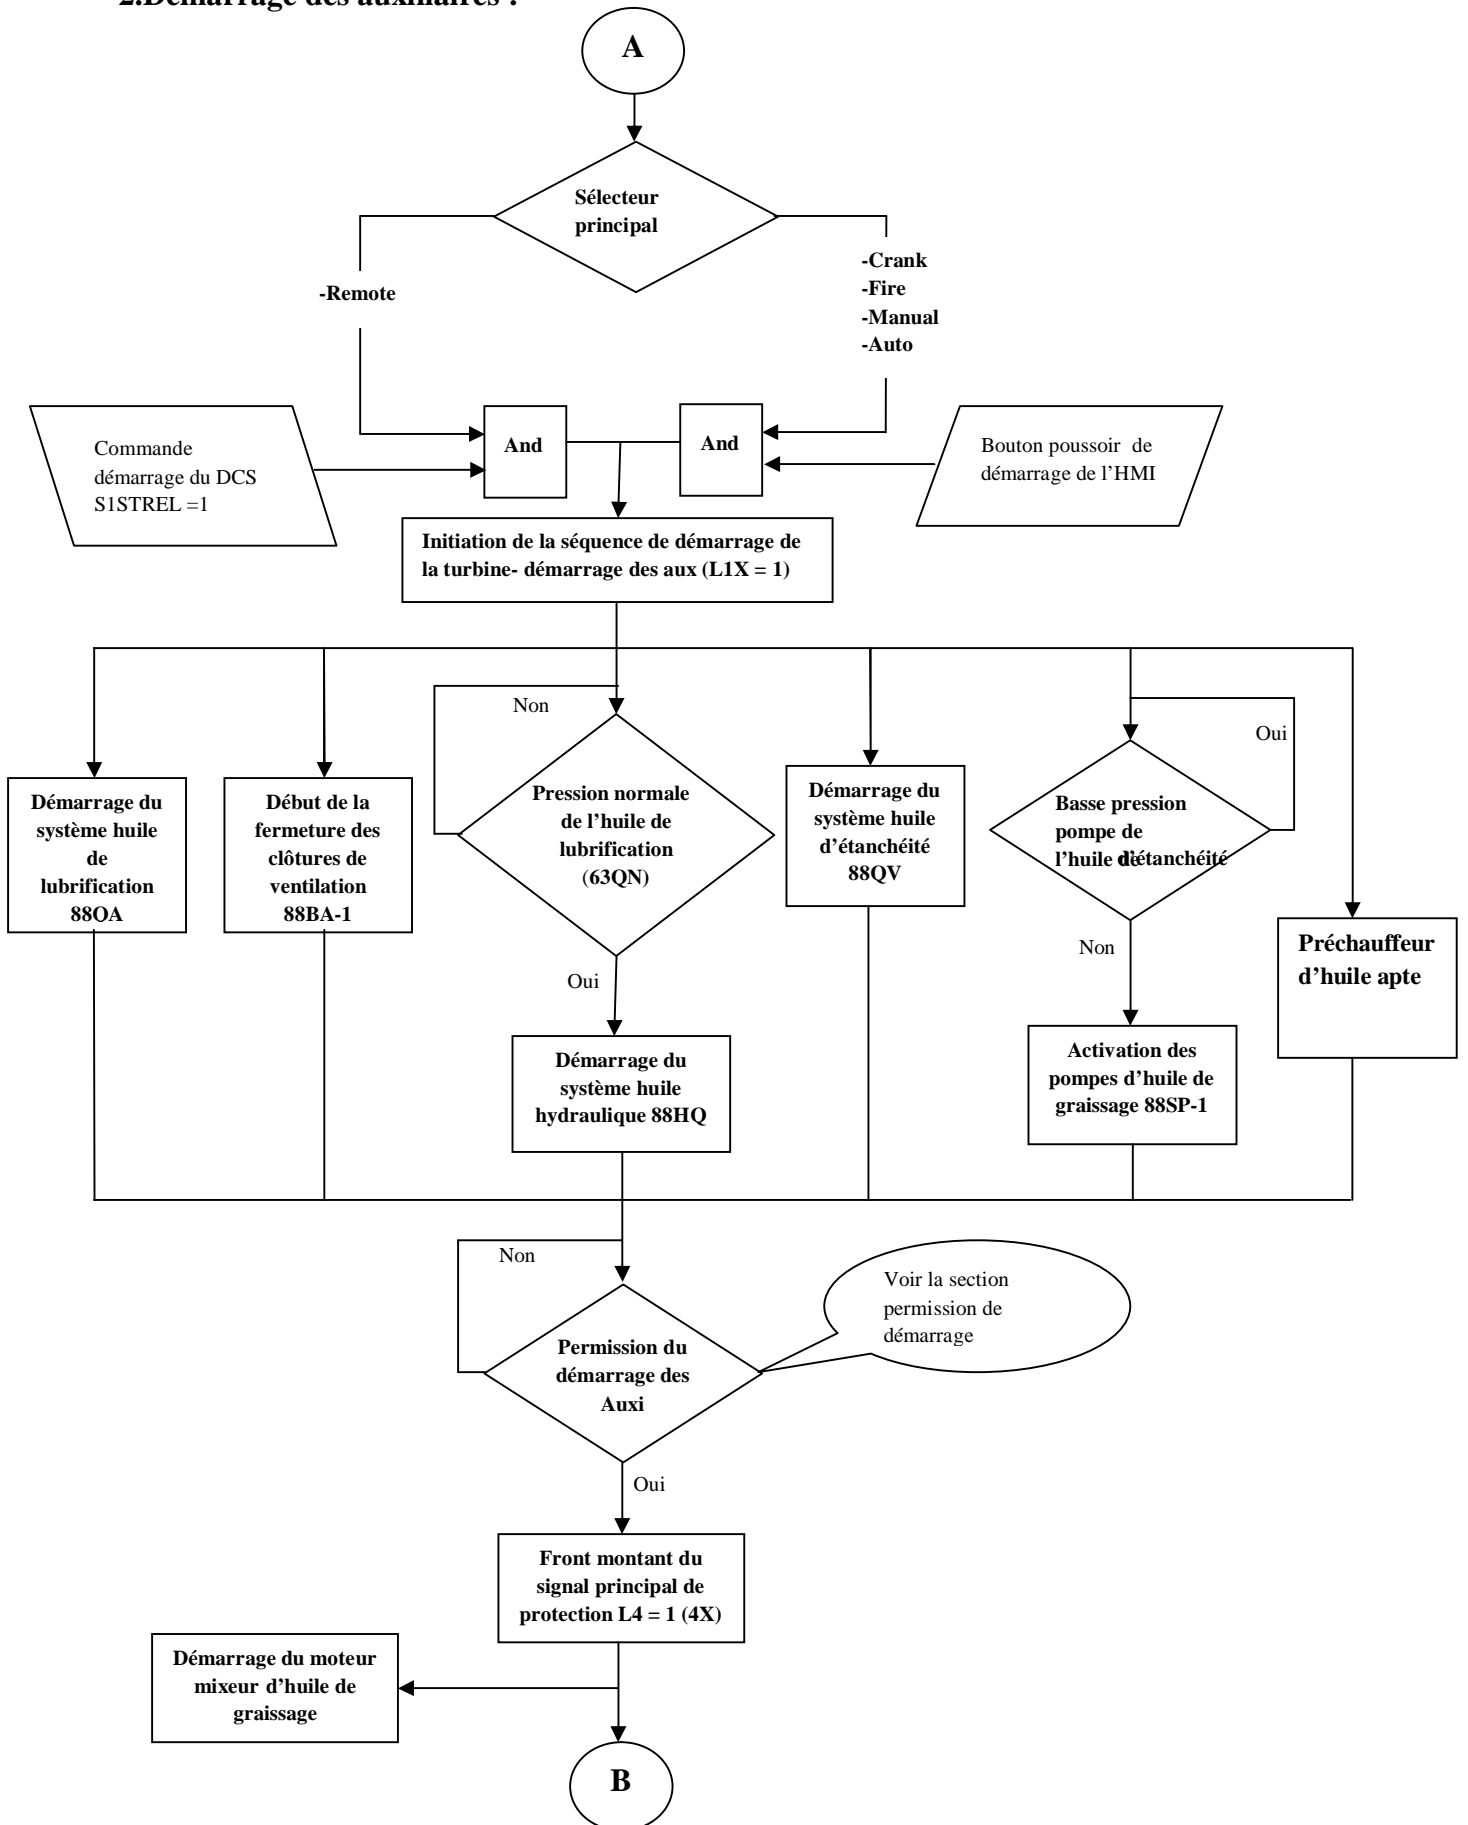 2.Démarrage des auxiliaires :
A
Sélecteur
principal
-Remote
-Crank
-Fire
-Manual
-Auto
Commande
démarrage du DCS
S1STREL =1
And
And
Bouton poussoir de
démarrage de l’HMI
Initiation de la séquence de démarrage de
la turbine- démarrage des aux (L1X = 1)
Non
Oui
Démarrage du
système huile
de
lubrification
88QA
Début de la
fermeture des
clôtures de
ventilation
88BA-1
Pression normale
de l’huile de
lubrification
(63QN)
Démarrage du
système huile
d’étanchéité
88QV
Basse pression
pompe de
l’huile de d’étanchéité
Préchauffeur
d’huile apte
Oui
Non
Démarrage du
système huile
hydraulique 88HQ
Activation des
pompes d’huile de
graissage 88SP-1
Non
Voir la section
permission de
démarrage
Permission du
démarrage des
Auxi
Oui
Front montant du
signal principal de
protection L4 = 1 (4X)
Démarrage du moteur
mixeur d’huile de
graissage
B